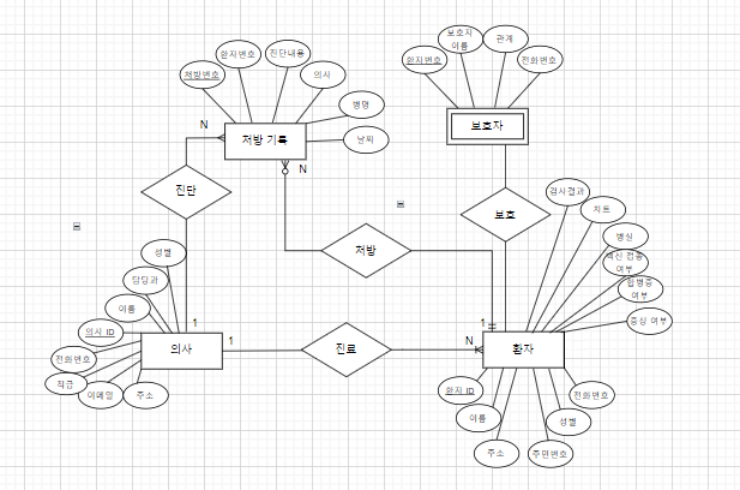 보호자
이름
관계
환자번호
진단내용
환자번호
전화번호
처방번호
의사
병명
N
처방 기록
날짜
보호자
N
진단
검사결과
차트
보호
병실
처방
백신 접종
여부
성별
합병증
여부
담당과
이름
1
1
증상 여부
의사 ID
1
N
의사
진료
환자
전화번호
직급
이메일
주소
환자 ID
전화번호
이름
성별
주소
주민번호